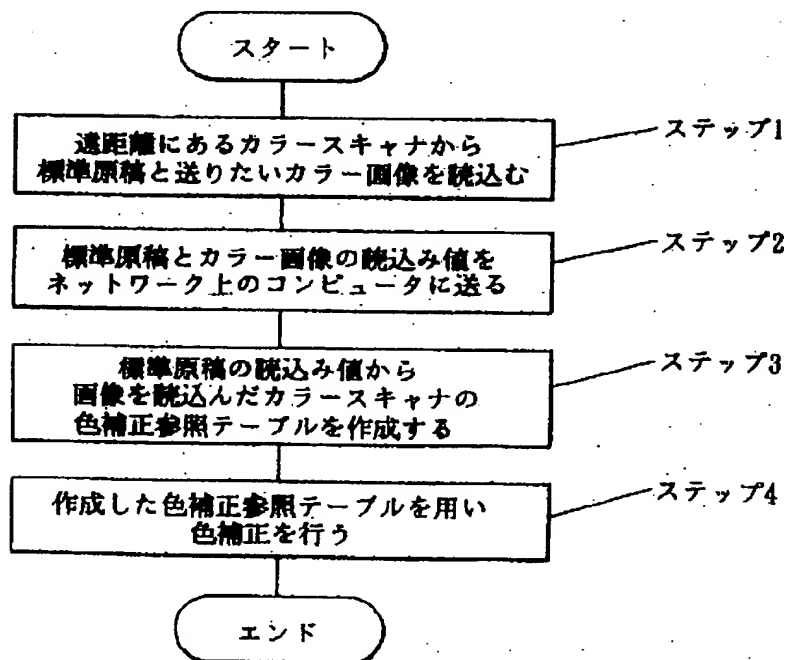 スタート
遠距離にあるカラースキャナから
標準原稿と送りたいカラー画像を読込む
ステップ1
標準原稿とカラー画像の読込み値を
ネットワーク上のコンピュータに送る
ステップ2
標準原稿の読込み値から
画像を読込んだカラースキャナの
色補正参照テーブルを作成する
ステップ3
作成した色補正参照テーブルを用い
色補正を行う
ステップ4
エンド